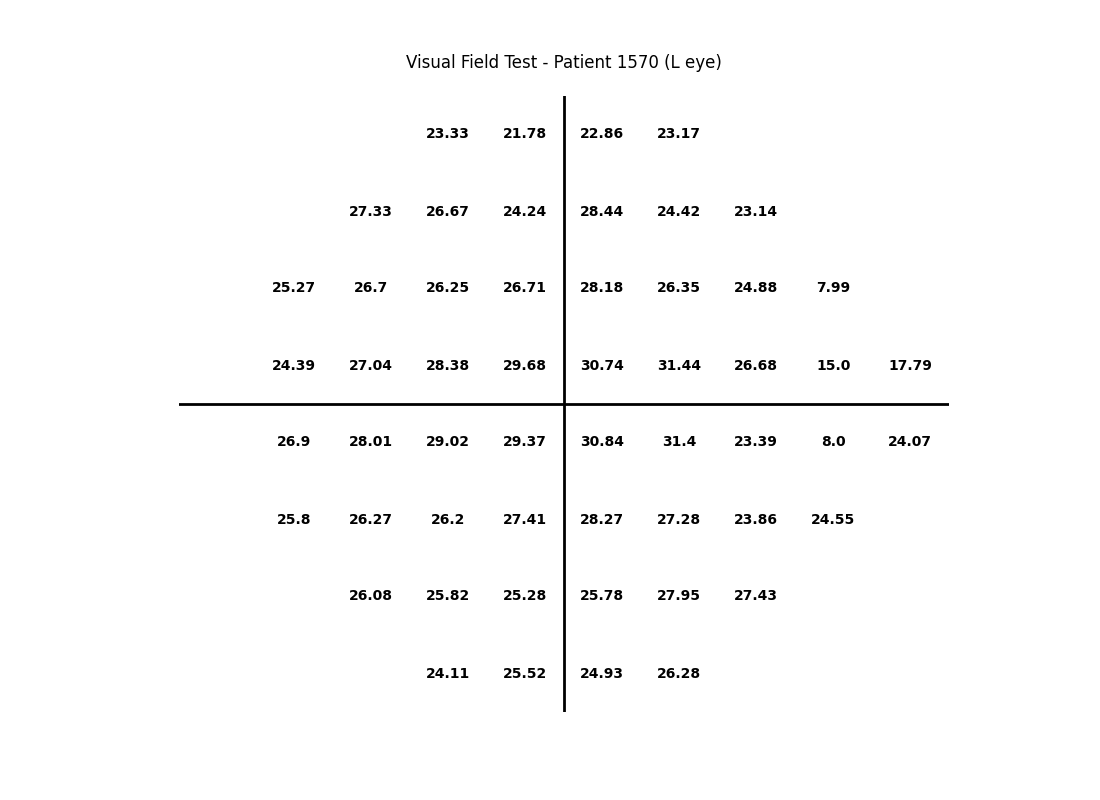 Visual Field Test - Patient 1570 (L eye)
23.33 21.78 22.86 23.17
27.33 26.67 24.24 28.44 24.42 23.14
25.27 26.7 26.25 26.71 28.18 26.35 24.88 7.99
24.39 27.04 28.38 29.68 30.74 31.44 26.68 15.0 17.79
26.9 28.01 29.02 29.37 30.84 31.4 23.39 8.0 24.07
25.8 26.27 26.2 27.41 28.27 27.28 23.86 24.55
26.08 25.82 25.28 25.78 27.95 27.43
24.11 25.52 24.93 26.28